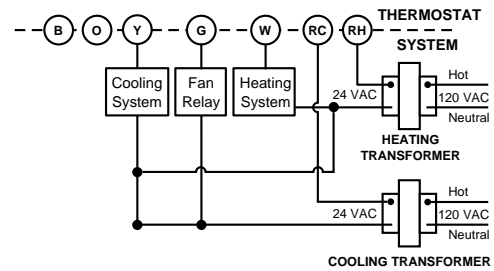 THERMOSTAT
B O Y G W RC RH
SYSTEM
Cooling System
Fan Relay
Heating System
24 VAC
Hot
120 VAC
Neutral
HEATING
TRANSFORMER
Hot
24 VAC
120 VAC
Neutral
COOLING TRANSFORMER